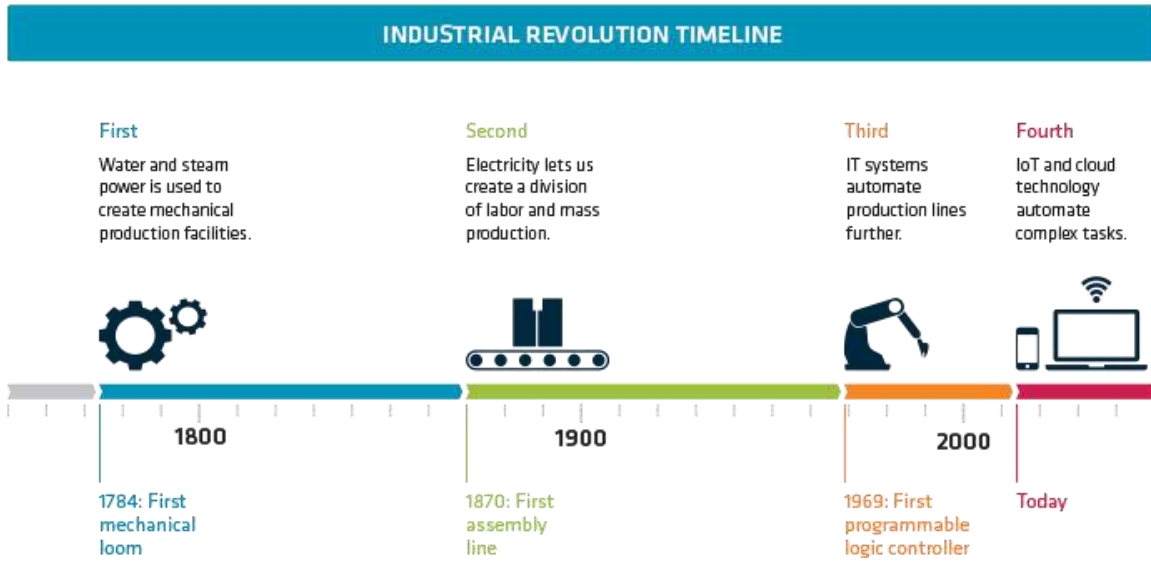 INDUSTRIAL REVOLUTION TIMELINE
First
Water and steam
power is used to
create mechanical
production facilities.
Second
Electricity lets us
create a division
of labor and mass
production.
Third
IT systems
automate
production lines
further.
Fourth
IoT and cloud
technology
automate
complex tasks.
1800
1900
2000
1784: First
mechanical
loom
1870: First
assembly
line
1969: First
programmable
logic controller
Today